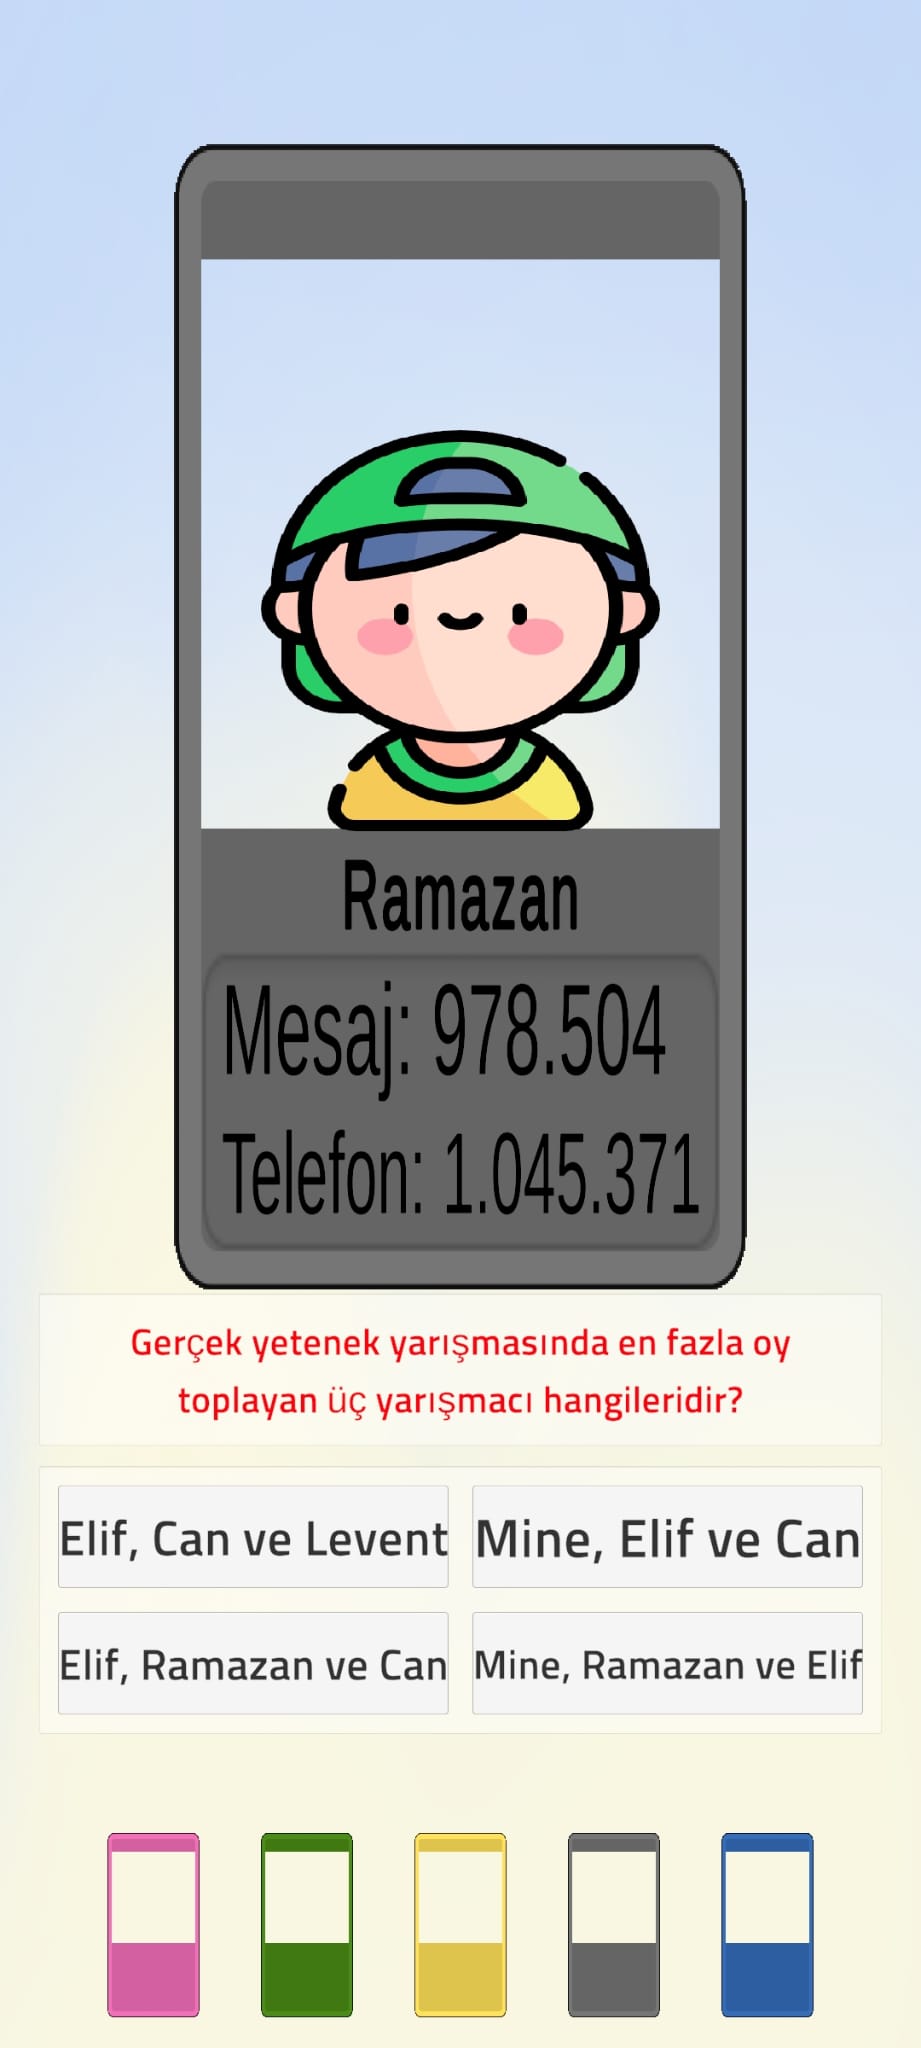 Ramazan
Mesaj: 978.504
Telefon: 1.045.371
Gerçek yetenek yarışmasında en fazla oy
toplayan üç yarışmacı hangileridir?
Elif, Can ve Levent
Mine, Elif ve Can
Elif, Ramazan ve Can
Mine, Ramazan ve Elif